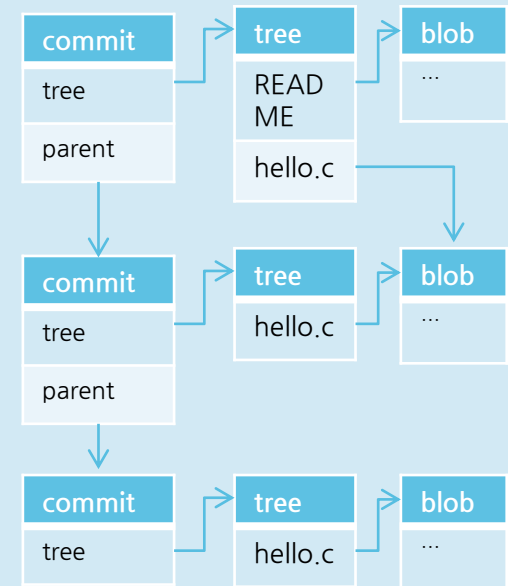 commit
tree
parent
tree
READ
ME
hello.c
blob
...
commit
tree
parent
tree
hello.c
blob
...
commit
tree
tree
hello.c
blob
...